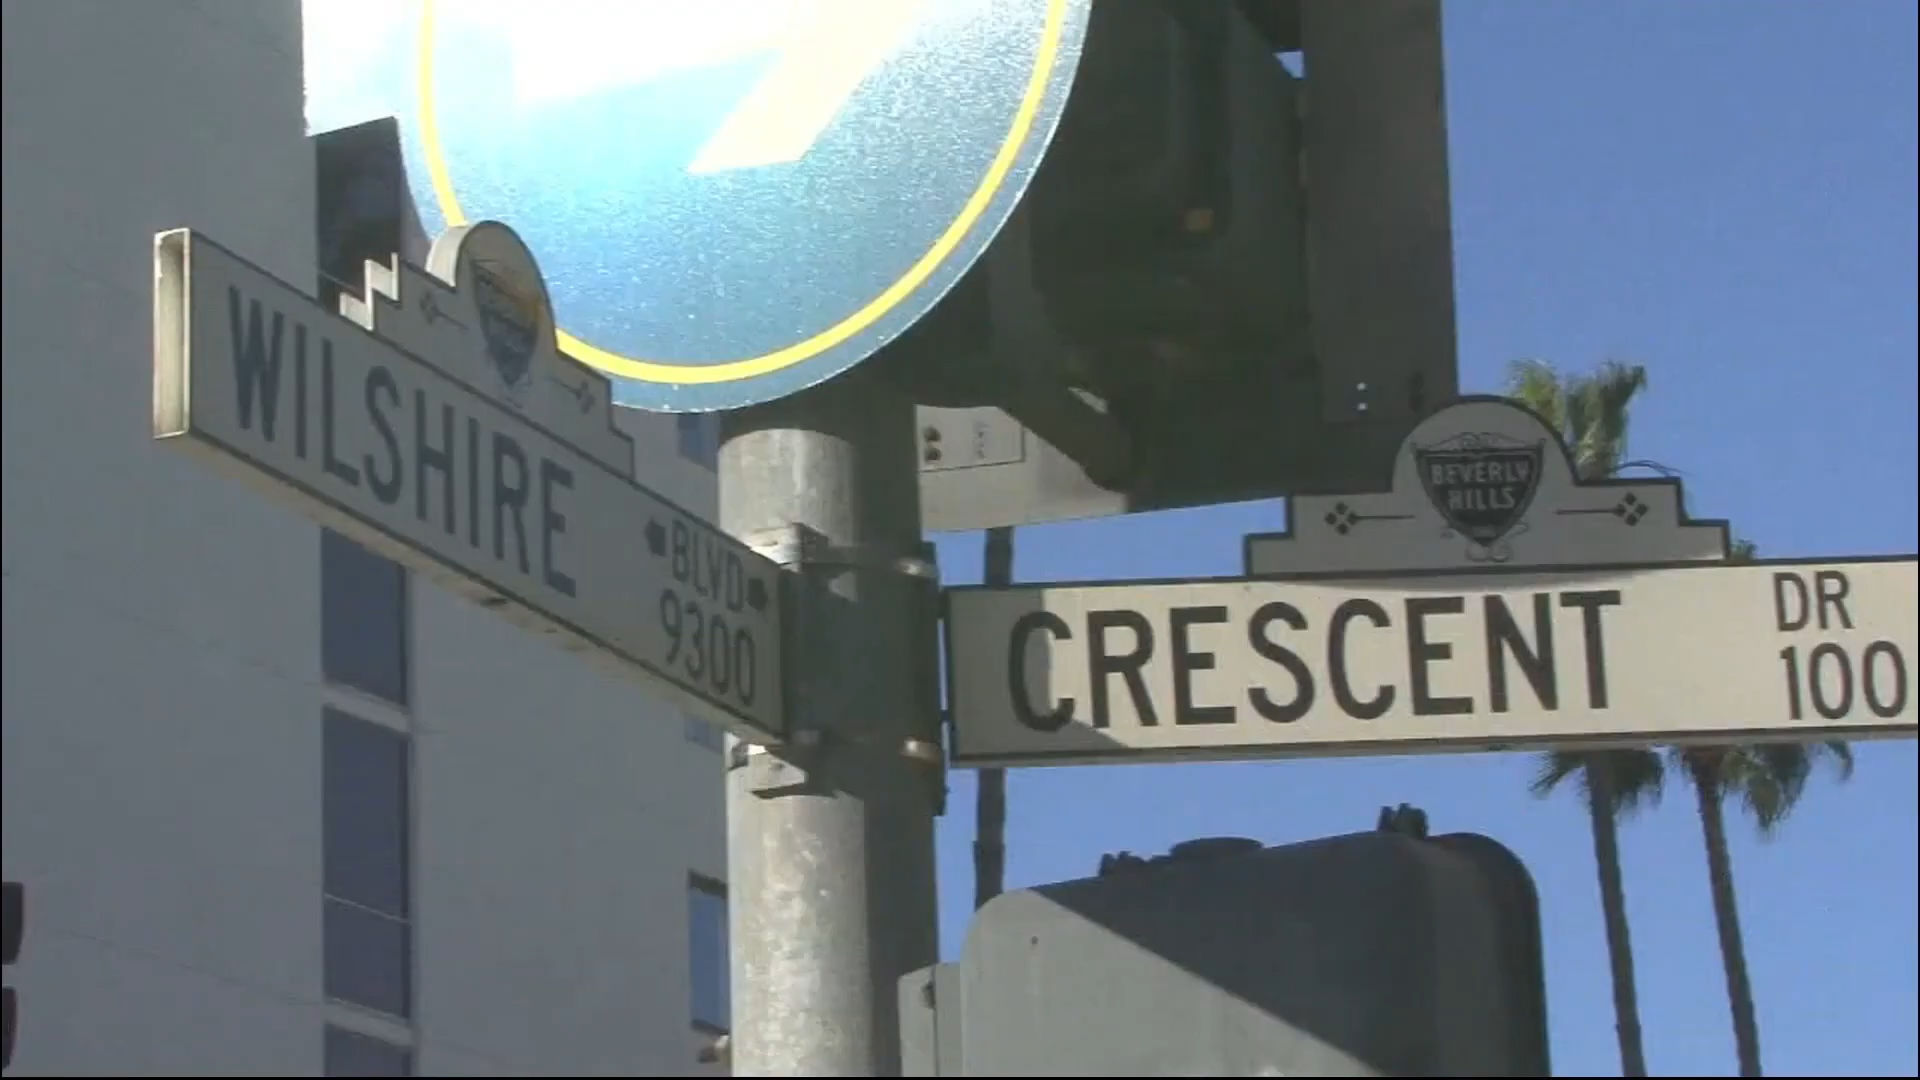 WILSHIRE
BLVD
9300
BEVERLY
HILLS
CRESCENT
DR
100